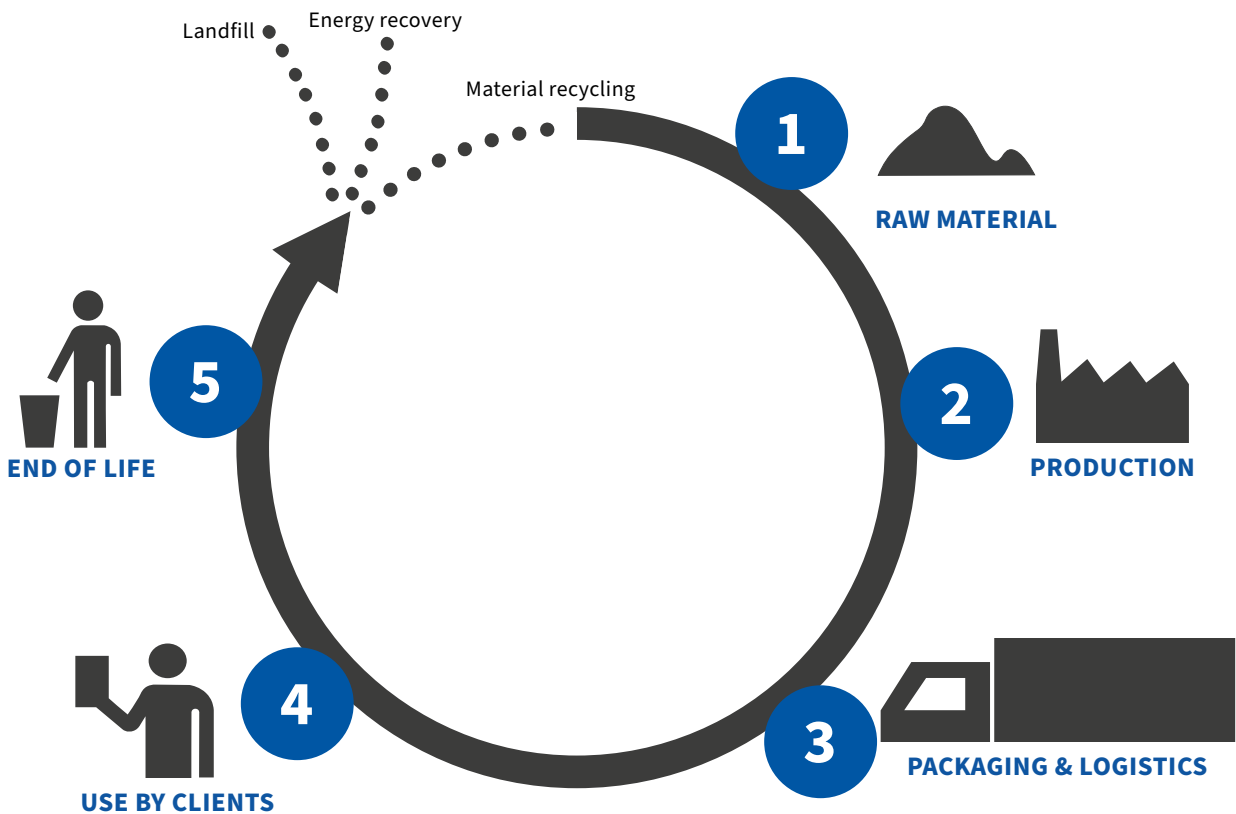 Landfill
Energy recovery
Material recycling
1
RAW MATERIAL
2
PRODUCTION
3
PACKAGING & LOGISTICS
4
USE BY CLIENTS
5
END OF LIFE